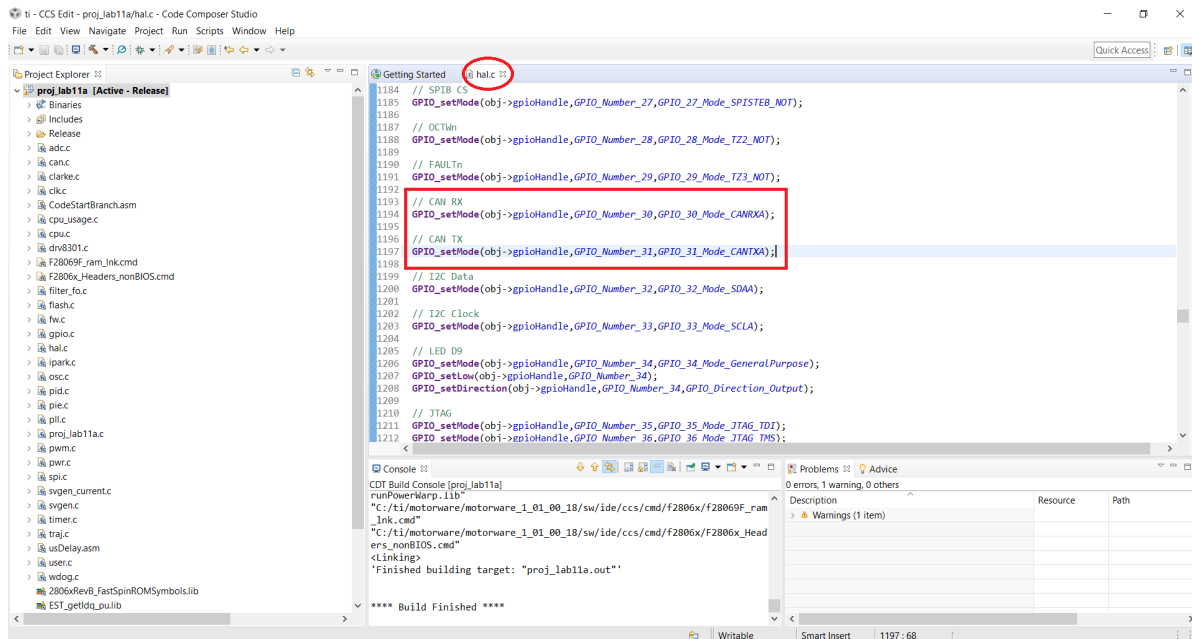 ti - CCS Edit - proj_lab11a/hal.c - Code Composer Studio
File Edit View Navigate Project Run Scripts Window Help
Quick Access
Project Explorer
proj_lab11a [Active - Release]
Binaries
Includes
Release
adc.c
can.c
clarke.c
clk.c
CodeStartBranch.asm
cpu_usage.c
cpu.c
drv8301.c
F28069F_ram_lnk.cmd
F2806x_Headers_nonBIOS.cmd
filter_fo.c
flash.c
fw.c
gpio.c
hal.c
ipark.c
osc.c
pid.c
pie.c
pll.c
proj_lab11a.c
pwm.c
pwr.c
spi.c
svgen_current.c
svgen.c
timer.c
traj.c
usDelay.asm
user.c
wdog.c
2806xRevB_FastSpinROMSymbols.lib
EST_getIdq_pu.lib
Getting Started hal.c
1184 // SPIB CS
1185 GPIO_setMode(obj->gpioHandle,GPIO_Number_27,GPIO_27_Mode_SPISTEB_NOT);
1186
1187 // OCTWn
1188 GPIO_setMode(obj->gpioHandle,GPIO_Number_28,GPIO_28_Mode_TZ2_NOT);
1189
1190 // FAULTn
1191 GPIO_setMode(obj->gpioHandle,GPIO_Number_29,GPIO_29_Mode_TZ3_NOT);
1192
1193 // CAN RX
1194 GPIO_setMode(obj->gpioHandle,GPIO_Number_30,GPIO_30_Mode_CANRXA);
1195
1196 // CAN TX
1197 GPIO_setMode(obj->gpioHandle,GPIO_Number_31,GPIO_31_Mode_CANTXA);
1198
1199 // I2C Data
1200 GPIO_setMode(obj->gpioHandle,GPIO_Number_32,GPIO_32_Mode_SDAA);
1201
1202 // I2C Clock
1203 GPIO_setMode(obj->gpioHandle,GPIO_Number_33,GPIO_33_Mode_SCLA);
1204
1205 // LED D9
1206 GPIO_setMode(obj->gpioHandle,GPIO_Number_34,GPIO_34_Mode_GeneralPurpose);
1207 GPIO_setLow(obj->gpioHandle,GPIO_Number_34);
1208 GPIO_setDirection(obj->gpioHandle,GPIO_Number_34,GPIO_Direction_Output);
1209
1210 // JTAG
1211 GPIO_setMode(obj->gpioHandle,GPIO_Number_35,GPIO_35_Mode_JTAG_TDI);
1212 GPIO_setMode(obj->gpioHandle,GPIO_Number_36,GPIO_36_Mode_JTAG_TMS);
Console
CDT Build Console [proj_lab11a]
runPowerWarp.lib"
"C:/ti/motorware/motorware_1_01_00_18/sw/ide/ccs/cmd/f2806x/f28069F_ram
_lnk.cmd"
"C:/ti/motorware/motorware_1_01_00_18/sw/ide/ccs/cmd/f2806x/F2806x_Head
ers_nonBIOS.cmd"
<Linking>
'Finished building target: "proj_lab11a.out"'
**** Build Finished ****
Problems Advice
0 errors, 1 warning, 0 others
Description Resource Path
Warnings (1 item)
Writable Smart Insert 1197 : 68